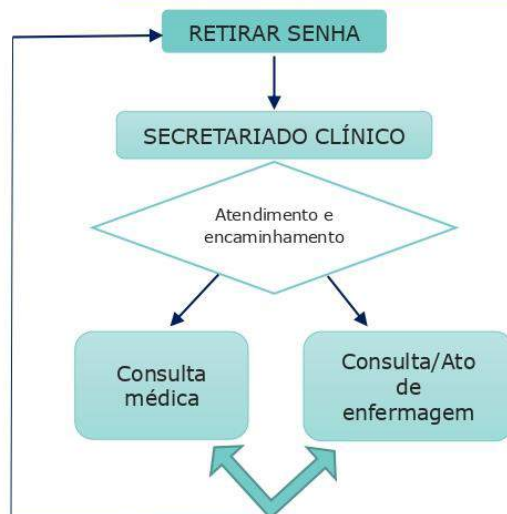 RETIRAR SENHA
SECRETARIADO CLÍNICO
Atendimento e
encaminhamento
Consulta
médica
Consulta/Ato
de
enfermagem